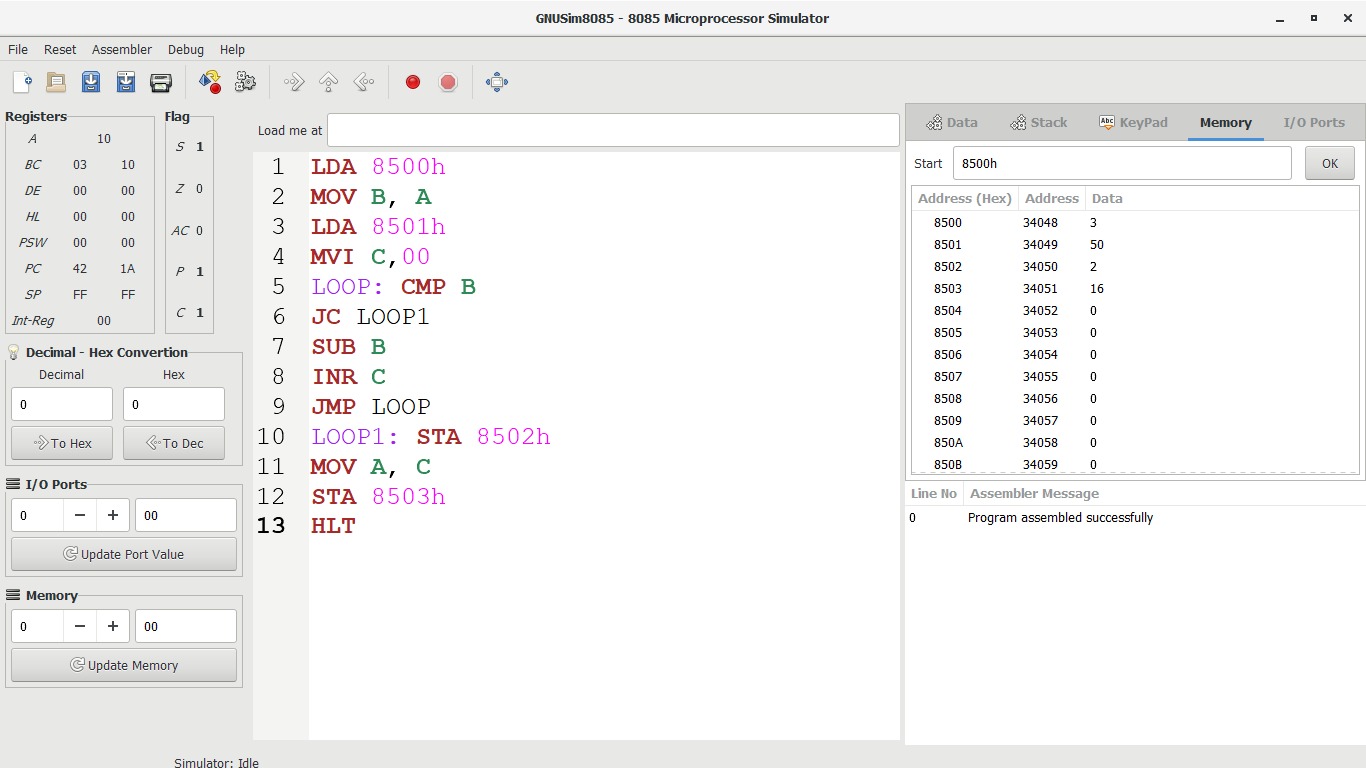 GNUSim8085 - 8085 Microprocessor Simulator
File Reset Assembler Debug Help
Registers
A 10
BC 03 10
DE 00 00
HL 00 00
PSW 00 00
PC 42 1A
SP FF FF
Int-Reg 00
Flag
S 1
Z 0
AC 0
P 1
C 1
Decimal - Hex Convertion
Decimal Hex
0 0
To Hex To Dec
I/O Ports
0 − + 00
Update Port Value
Memory
0 − + 00
Update Memory
Load me at
1 LDA 8500h
2 MOV B, A
3 LDA 8501h
4 MVI C,00
5 LOOP: CMP B
6 JC LOOP1
7 SUB B
8 INR C
9 JMP LOOP
10 LOOP1: STA 8502h
11 MOV A, C
12 STA 8503h
13 HLT
Data Stack Abc KeyPad Memory I/O Ports
Start 8500h OK
Address (Hex) Address Data
8500 34048 3
8501 34049 50
8502 34050 2
8503 34051 16
8504 34052 0
8505 34053 0
8506 34054 0
8507 34055 0
8508 34056 0
8509 34057 0
850A 34058 0
850B 34059 0
Line No Assembler Message
0 Program assembled successfully
Simulator: Idle